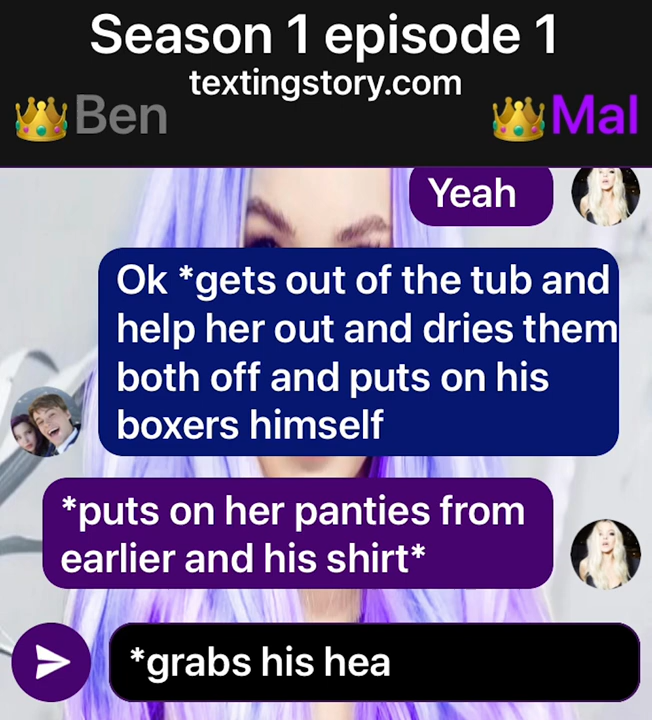 Season 1 episode 1
textingstory.com
👑Ben 👑Mal
Yeah
Ok *gets out of the tub and
help her out and dries them
both off and puts on his
boxers himself
*puts on her panties from
earlier and his shirt*
*grabs his hea